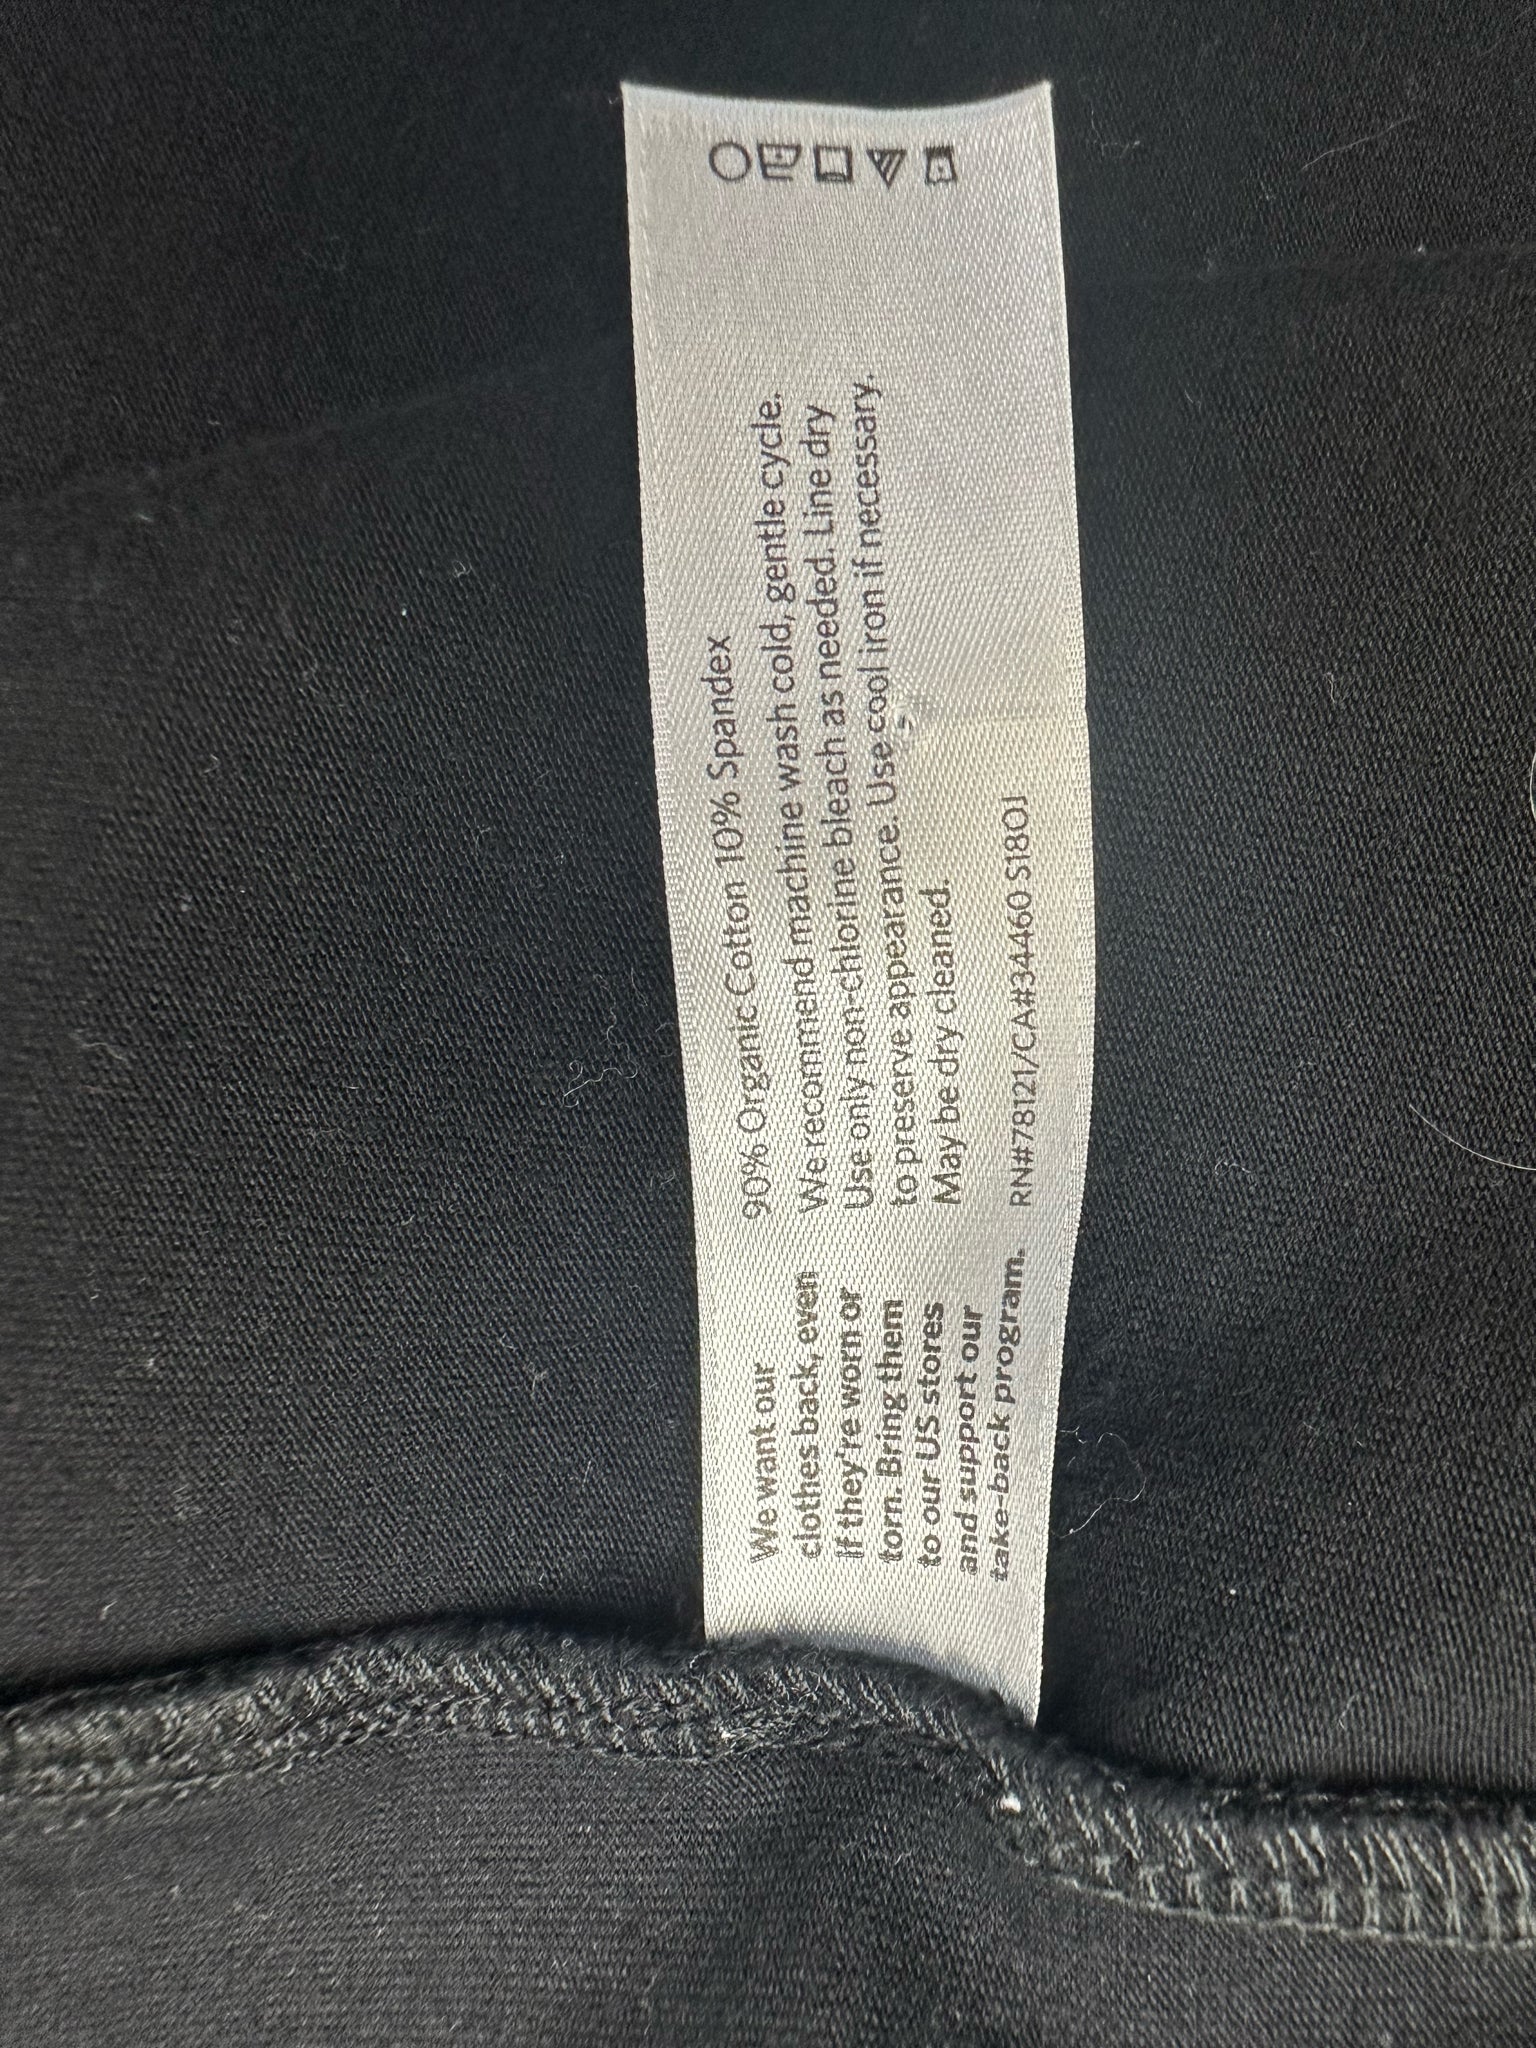 We want our
clothes back, even
if they're worn or
torn. Bring them
to our US stores
and support our
take-back program.
90% Organic Cotton 10% Spandex
We recommend machine wash cold, gentle cycle.
Use only non-chlorine bleach as needed. Line dry
to preserve appearance. Use cool iron if necessary.
May be dry cleaned.
RN#78121/CA#34460 S18OJ